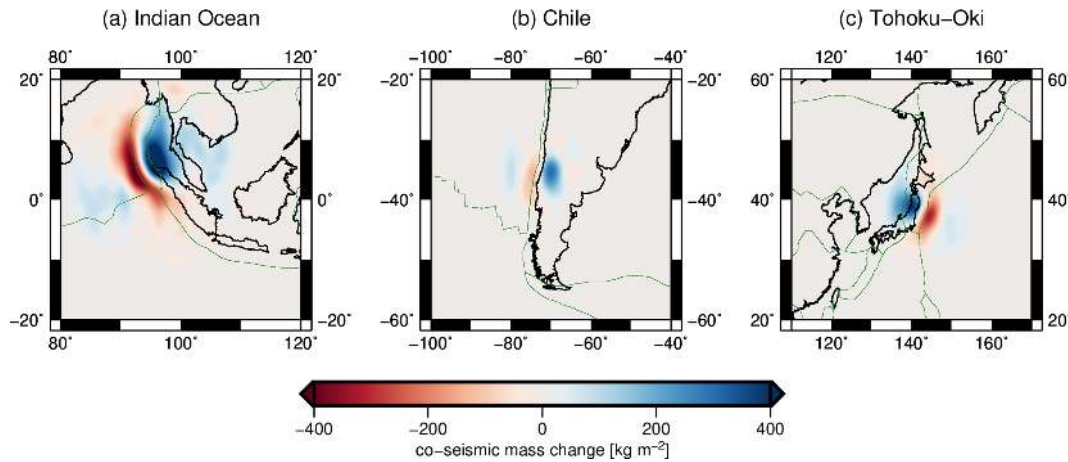 (a) Indian Ocean (b) Chile (c) Tohoku−Oki
80˚ 100˚ 120˚ −100˚ −80˚ −60˚ −40˚ 120˚ 140˚ 160˚
20˚ 20˚ −20˚ −20˚ 60˚ 60
0˚ 0˚ −40˚ −40˚ 40˚ 40
−20˚ −20˚ −60˚ −60˚ 20˚ 20
80˚ 100˚ 120˚ −100˚ −80˚ −60˚ −40˚ 120˚ 140˚ 160˚
−400 −200 0 200 400
co−seismic mass change [kg m⁻²]